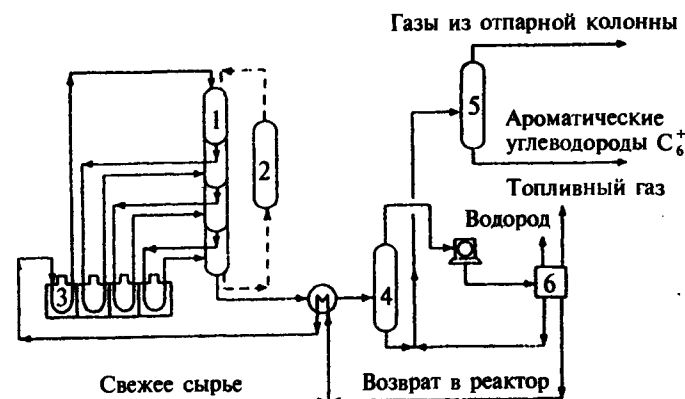 Газы из отпарной колонны
Ароматические
углеводороды C₆⁺
Топливный газ
Водород
1
2
3
4
5
6
Свежее сырье
Возврат в реактор